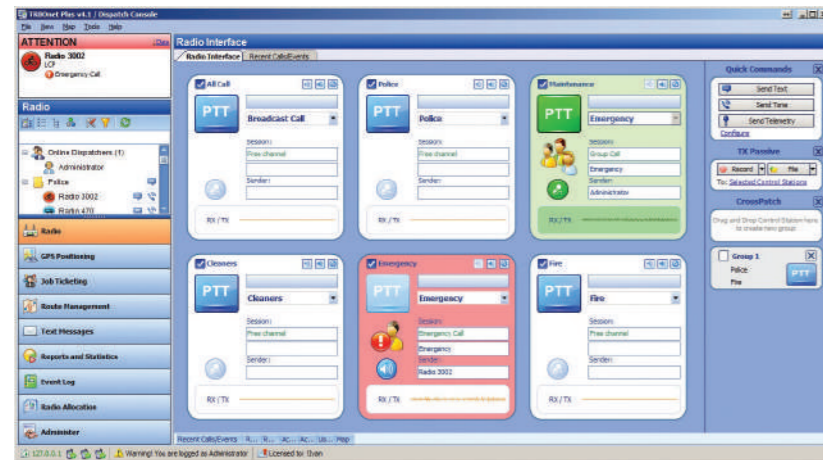 TRBOnet Plus v4.1 / Dispatch Console
File View Map Tools Help
ATTENTION
Radio 3002
LCP
Emergency Call
Radio
Online Dispatchers (1)
Administrator
Police
Radio 3002
Radio 470
Radio
GPS Positioning
Job Ticketing
Route Management
Text Messages
Reports and Statistics
Event Log
Radio Allocation
Administer
Radio Interface
Radio Interface Recent Calls/Events
All Call
PTT
Broadcast Call
Session:
Free channel
Sender:
RX / TX
Police
PTT
Police
Session:
Free channel
Sender:
RX / TX
Maintenance
PTT
Emergency
Session:
Group Call
Emergency
Sender:
Administrator
RX / TX
Cleaners
PTT
Cleaners
Session:
Free channel
Sender:
RX / TX
Emergency
PTT
Emergency
Session:
Emergency Call
Emergency
Sender:
Radio 3002
RX / TX
Fire
PTT
Fire
Session:
Free channel
Sender:
RX / TX
Quick Commands
Send Text
Send Tone
Send Telemetry
Configure
TX Passive
Record File
To: Selected Control Stations
CrossPatch
Drag and Drop Control Station here
to create new group
Group 1
Police
Fire
PTT
Recent Calls/Events R... R... Ac... Ac... Us... Map
127.0.0.1 Warning! You are logged as Administrator Licensed for: Ivan